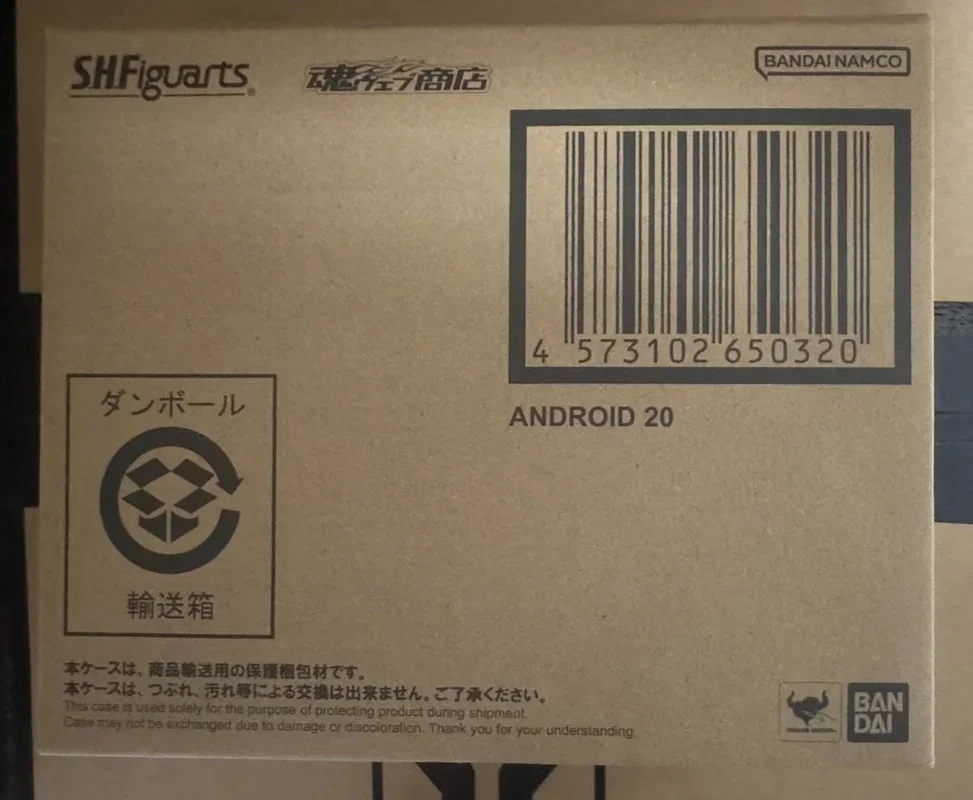 S.H.Figuarts®
魂ウェブ商店
BANDAI NAMCO
4 573102 650320
ANDROID 20
ダンボール
輸送箱
本ケースは、商品輸送用の保護梱包材です。
本ケースは、つぶれ、汚れ等による交換は出来ません。ご了承ください。
This case is used solely for the purpose of protecting product during shipment.
Case may not be exchanged due to damage or discoloration. Thank you for your understanding.
BAN
DAI